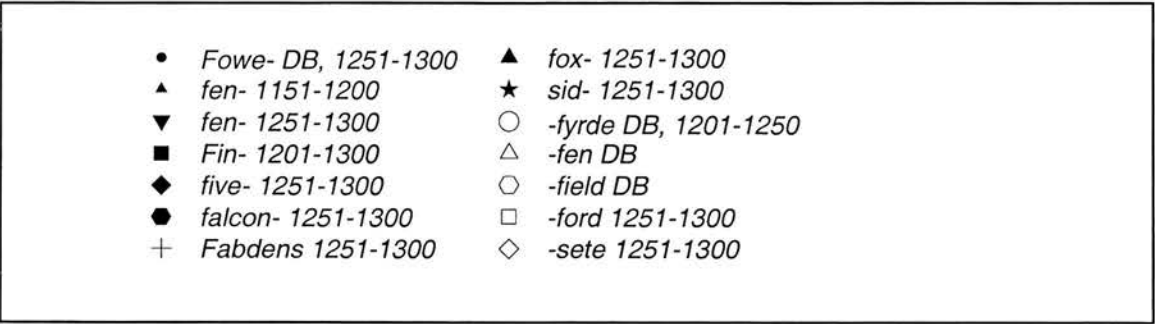 Fowe- DB, 1251-1300
fen- 1151-1200
fen- 1251-1300
Fin- 1201-1300
five- 1251-1300
falcon- 1251-1300
Fabdens 1251-1300
fox- 1251-1300
sid- 1251-1300
-fyrde DB, 1201-1250
-fen DB
-field DB
-ford 1251-1300
-sete 1251-1300